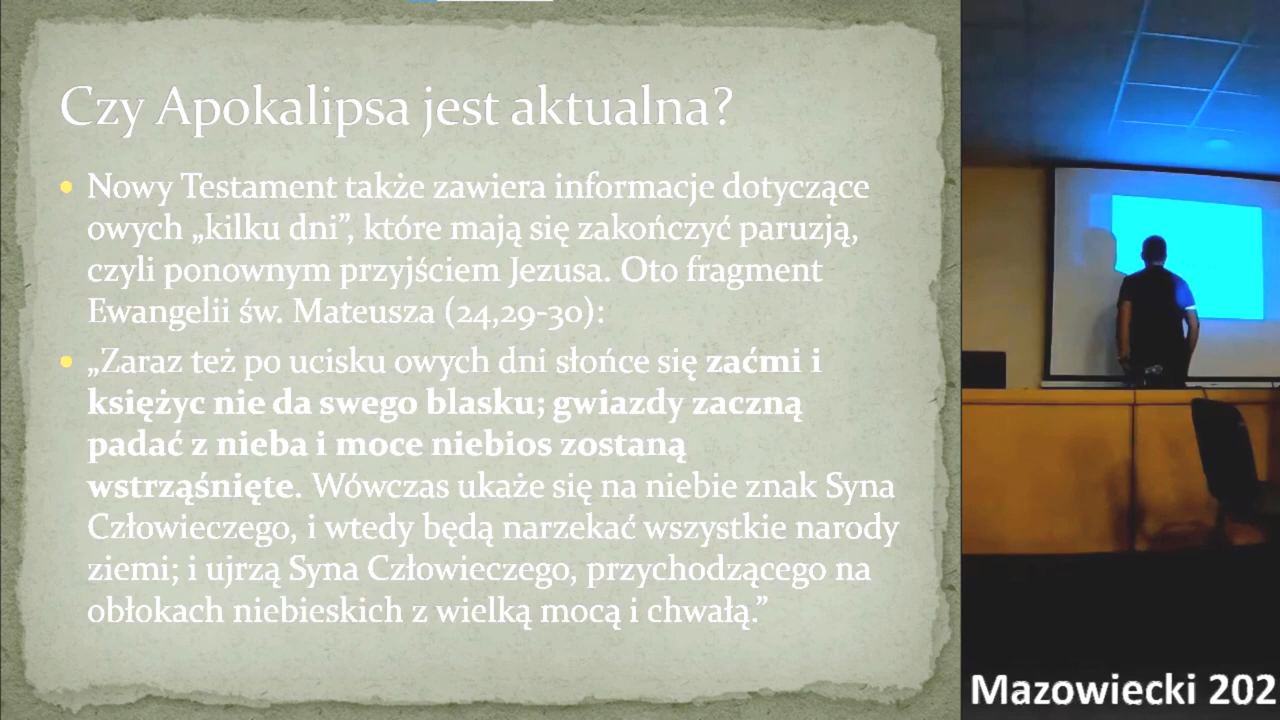 Czy Apokalipsa jest aktualna?
Nowy Testament także zawiera informacje dotyczące
owych „kilku dni”, które mają się zakończyć paruzją,
czyli ponownym przyjściem Jezusa. Oto fragment
Ewangelii św. Mateusza (24,29-30):
„Zaraz też po ucisku owych dni słońce się zaćmi i
księżyc nie da swego blasku; gwiazdy zaczną
padać z nieba i moce niebios zostaną
wstrząśnięte. Wówczas ukaże się na niebie znak Syna
Człowieczego, i wtedy będą narzekać wszystkie narody
ziemi; i ujrzą Syna Człowieczego, przychodzącego na
obłokach niebieskich z wielką mocą i chwałą.”
Mazowiecki 202